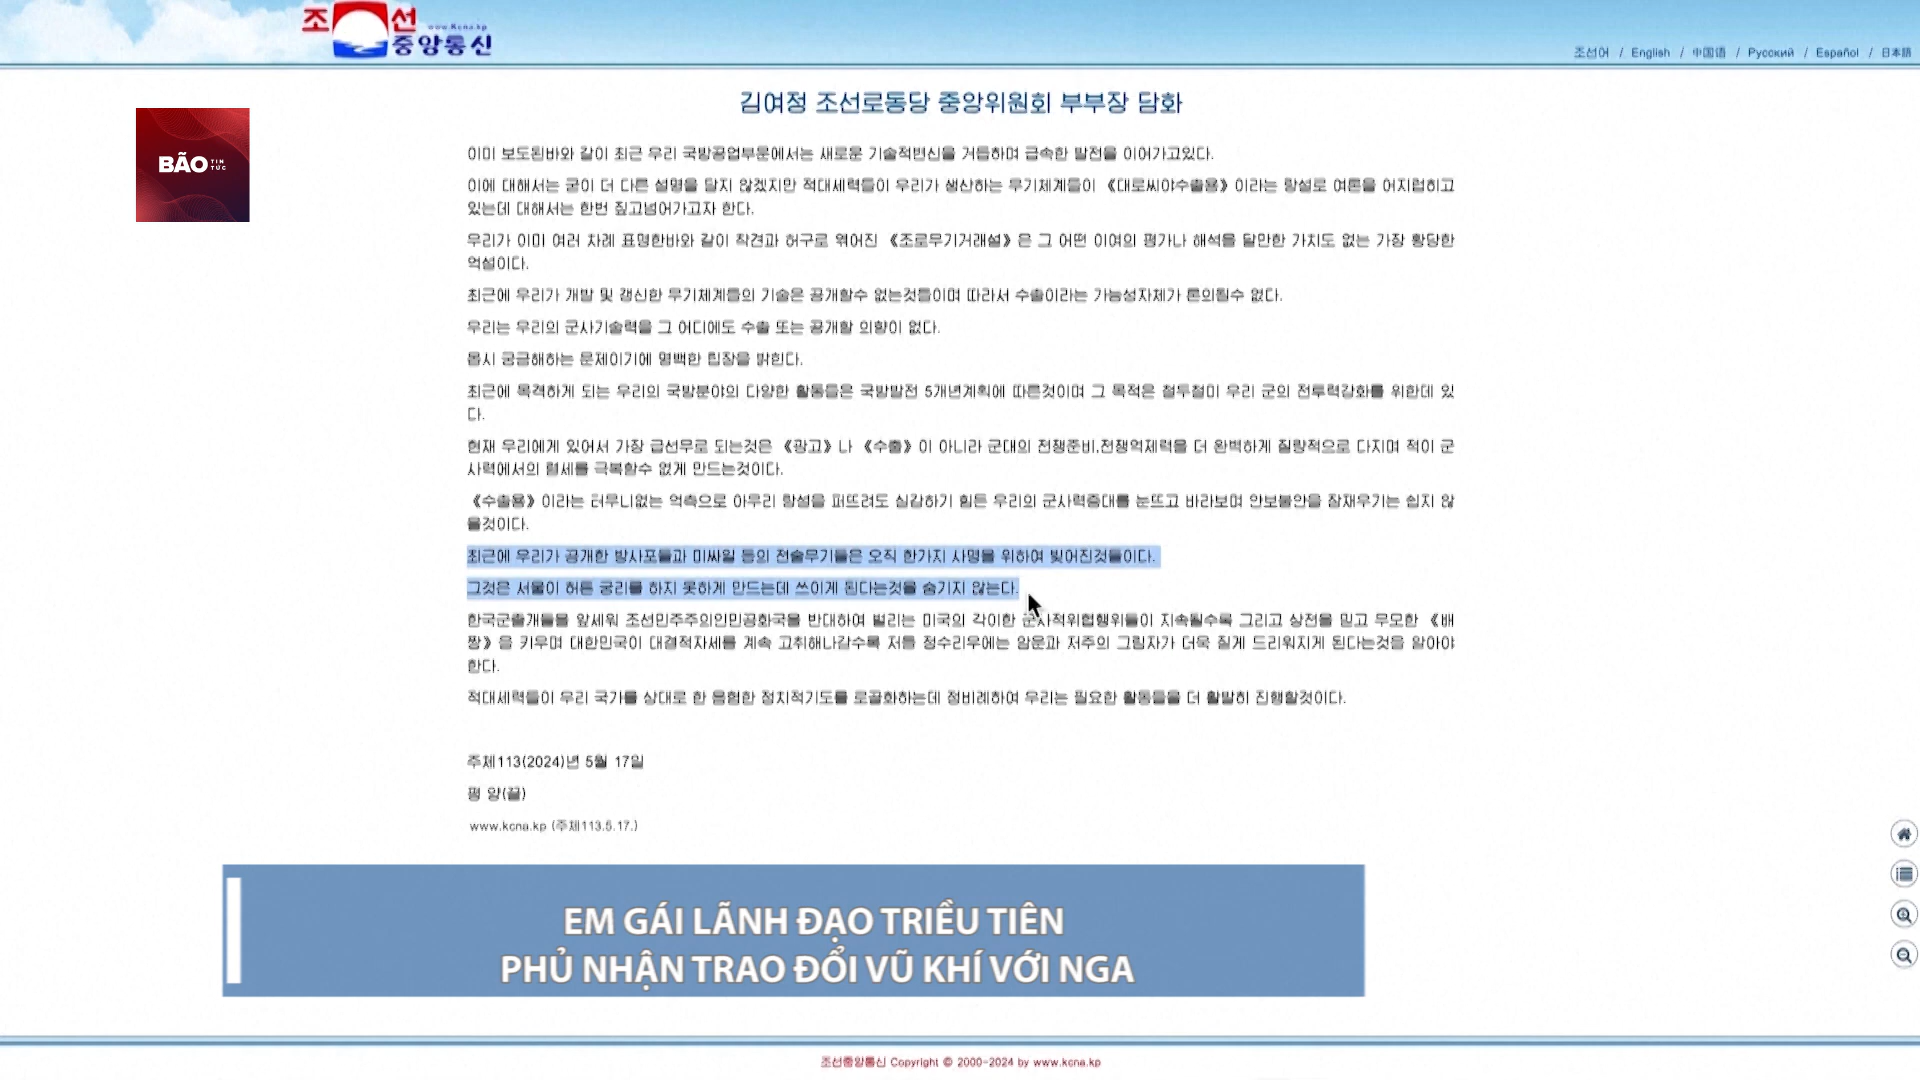 조선
www.Kcna.kp
중앙통신
조선어 / English / 中国语 / Русский / Español / 日本語
김여정 조선로동당 중앙위원회 부부장 담화
BÃO TIN TỨC
이미 보도된바와 같이 최근 우리 국방공업부문에서는 새로운 기술적변신을 거듭하며 급속한 발전을 이어가고있다.
이에 대해서는 굳이 더 다른 설명을 달지 않겠지만 적대세력들이 우리가 생산하는 무기체계들이 《대로씨야수출용》이라는 랑설로 여론을 어지럽히고
있는데 대해서는 한번 짚고넘어가고자 한다.
우리가 이미 여러 차례 표명한바와 같이 착견과 허구로 엮어진 《조로무기거래설》은 그 어떤 이여의 평가나 해석을 달만한 가치도 없는 가장 황당한
억설이다.
최근에 우리가 개발 및 갱신한 무기체계들의 기술은 공개할수 없는것들이며 따라서 수출이라는 가능성자체가 론의될수 없다.
우리는 우리의 군사기술력을 그 어디에도 수출 또는 공개할 의향이 없다.
몹시 궁금해하는 문제이기에 명백한 립장을 밝힌다.
최근에 목격하게 되는 우리의 국방분야의 다양한 활동들은 국방발전 5개년계획에 따른것이며 그 목적은 철두철미 우리 군의 전투력강화를 위한데 있
다.
현재 우리에게 있어서 가장 급선무로 되는것은 《광고》나 《수출》이 아니라 군대의 전쟁준비,전쟁억제력을 더 완벽하게 질량적으로 다지며 적이 군
사력에서의 렬세를 극복할수 없게 만드는것이다.
《수출용》이라는 터무니없는 억측으로 아무리 랑설을 퍼뜨려도 실감하기 힘든 우리의 군사력증대를 눈뜨고 바라보며 안보불안을 잠재우기는 쉽지 않
을것이다.
최근에 우리가 공개한 방사포들과 미싸일 등의 전술무기들은 오직 한가지 사명을 위하여 빚어진것들이다.
그것은 서울이 허튼 궁리를 하지 못하게 만드는데 쓰이게 된다는것을 숨기지 않는다.
한국군졸개들을 앞세워 조선민주주의인민공화국을 반대하여 벌리는 미국의 각이한 군사적위협행위들이 지속될수록 그리고 상전을 믿고 무모한 《배
짱》을 키우며 대한민국이 대결적자세를 계속 고취해나갈수록 저들 정수리우에는 암운과 저주의 그림자가 더욱 질게 드리워지게 된다는것을 알아야
한다.
적대세력들이 우리 국가를 상대로 한 음험한 정치적기도를 로골화하는데 정비례하여 우리는 필요한 활동들을 더 활발히 진행할것이다.
주체113(2024)년 5월 17일
평 양(끝)
www.kcna.kp (주체113.5.17.)
EM GÁI LÃNH ĐẠO TRIỀU TIÊN
PHỦ NHẬN TRAO ĐỔI VŨ KHÍ VỚI NGA
조선중앙통신 Copyright © 2000-2024 by www.kcna.kp